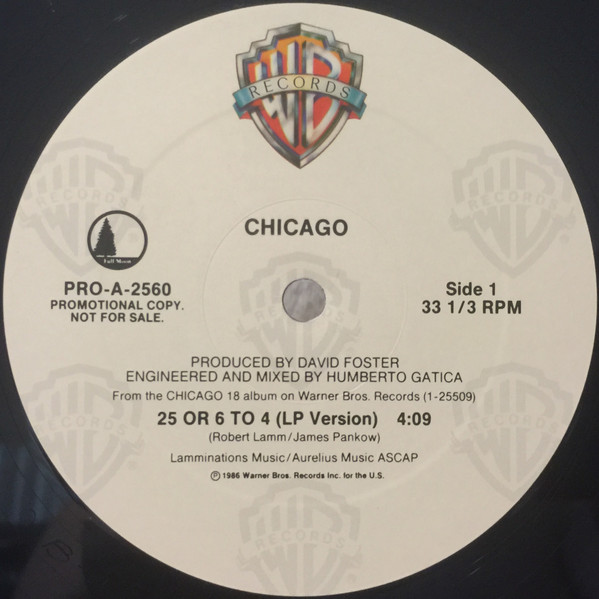 WB
RECORDS
CHICAGO
Full Moon
PRO-A-2560
PROMOTIONAL COPY.
NOT FOR SALE.
Side 1
33 1/3 RPM
PRODUCED BY DAVID FOSTER
ENGINEERED AND MIXED BY HUMBERTO GATICA
From the CHICAGO 18 album on Warner Bros. Records (1-25509)
25 OR 6 TO 4 (LP Version) 4:09
(Robert Lamm/James Pankow)
Lamminations Music/Aurelius Music ASCAP
℗ 1986 Warner Bros. Records Inc. for the U.S.